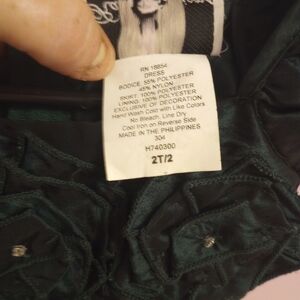 RN 18854
DRESS
BODICE: 55% POLYESTER
45% NYLON
SKIRT: 100% POLYESTER
LINING: 100% POLYESTER
EXCLUSIVE OF DECORATION
Hand Wash Cold with Like Colors
No Bleach, Line Dry
Cool Iron on Reverse Side
MADE IN THE PHILIPPINES
304
H740300
2T/2